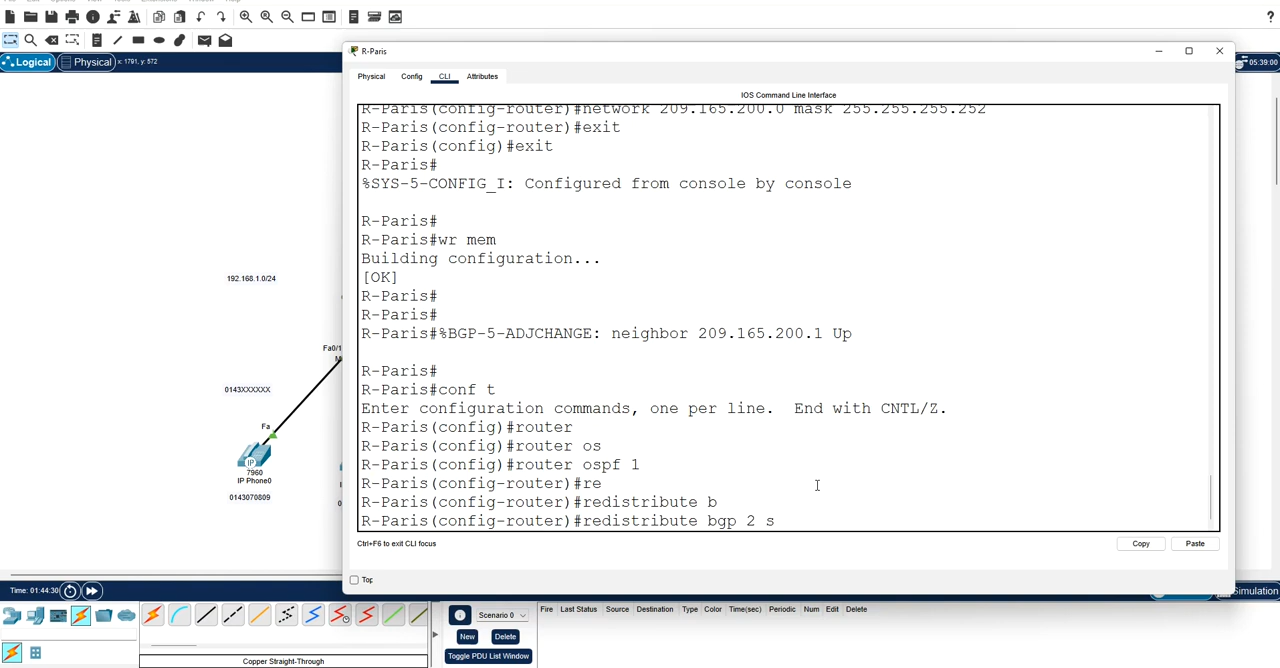 Logical
Physical
x: 1791, y: 572
05:39:00
R-Paris
Physical
Config
CLI
Attributes
IOS Command Line Interface
R-Paris(config-router)#network 209.165.200.0 mask 255.255.255.252
R-Paris(config-router)#exit
R-Paris(config)#exit
R-Paris#
%SYS-5-CONFIG_I: Configured from console by console
R-Paris#
R-Paris#wr mem
Building configuration...
[OK]
R-Paris#
R-Paris#
R-Paris#%BGP-5-ADJCHANGE: neighbor 209.165.200.1 Up
R-Paris#
R-Paris#conf t
Enter configuration commands, one per line.  End with CNTL/Z.
R-Paris(config)#router
R-Paris(config)#router os
R-Paris(config)#router ospf 1
R-Paris(config-router)#re
R-Paris(config-router)#redistribute b
R-Paris(config-router)#redistribute bgp 2 s
Ctrl+F6 to exit CLI focus
Copy
Paste
Top
192.168.1.0/24
Fa0/1
0143XXXXXX
Fa
IP
7960
IP Phone0
0143070809
Time: 01:44:30
Simulation
Scenario 0
New
Delete
Toggle PDU List Window
Fire Last Status Source Destination Type Color Time(sec) Periodic Num Edit Delete
Copper Straight-Through